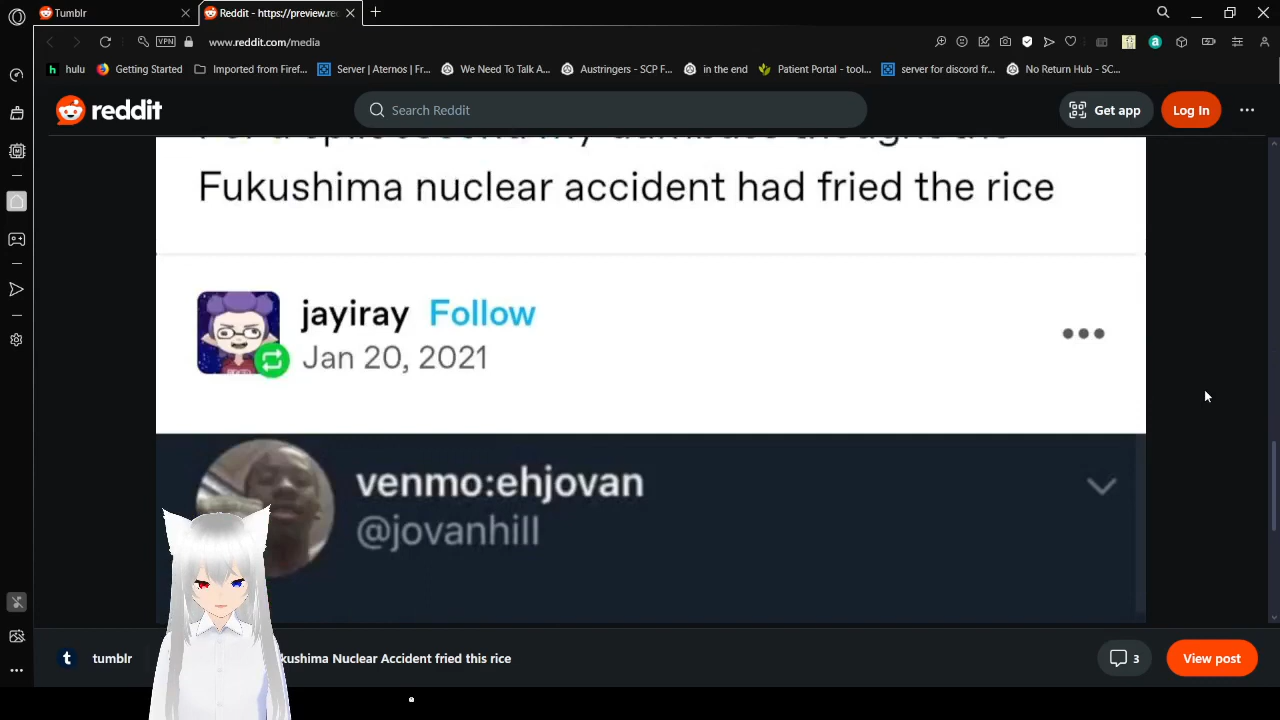 Tumblr
Reddit - https://preview.re
VPN
www.reddit.com/media
hulu
Getting Started
Imported from Firef...
Server | Aternos | Fr...
We Need To Talk A...
Austringers - SCP F...
in the end
Patient Portal - tool...
server for discord fr...
No Return Hub - SC...
reddit
Search Reddit
Get app
Log In
Fukushima nuclear accident had fried the rice
jayiray Follow
Jan 20, 2021
venmo:ehjovan
@jovanhill
tumblr
kushima Nuclear Accident fried this rice
3
View post